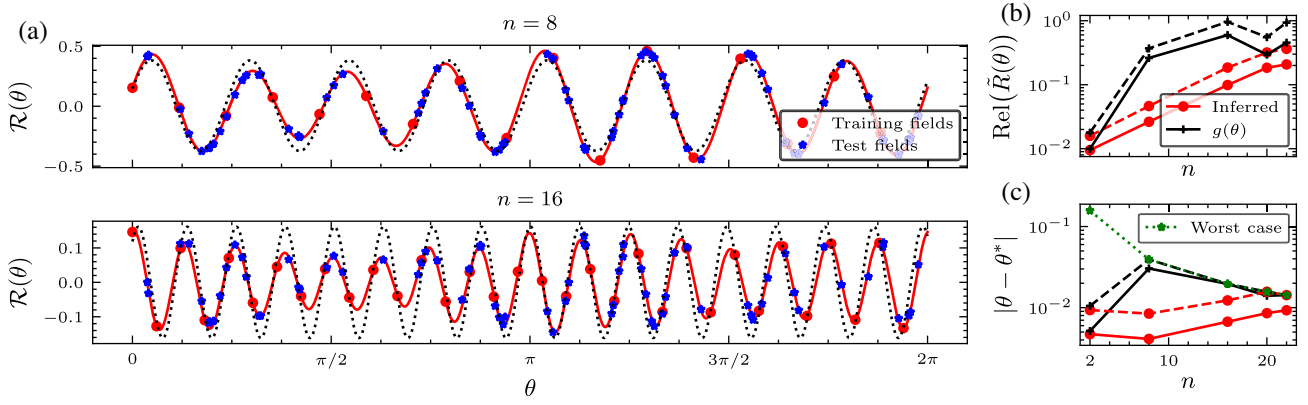 (a)
n = 8
R(θ)
0.5
0.0
−0.5
Training fields
Test fields
n = 16
R(θ)
0.1
0.0
−0.1
0
π/2
π
3π/2
2π
θ
(b)
Rel(R̃(θ))
10⁰
10⁻¹
10⁻²
Inferred
g(θ)
n
(c)
|θ − θ*|
10⁻¹
10⁻²
Worst case
2
10
20
n